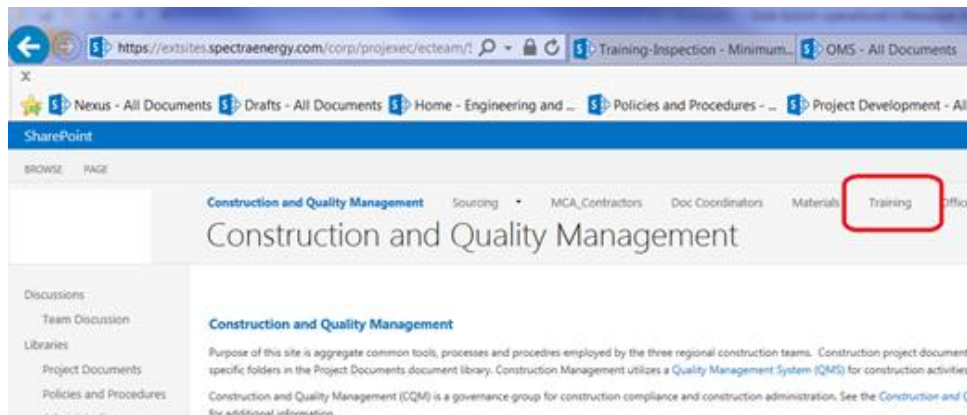 https://extsites.spectraenergy.com/corp/projexec/ecteam/t
Training-Inspection - Minimum...
OMS - All Documents
X
Nexus - All Documents
Drafts - All Documents
Home - Engineering and ...
Policies and Procedures - ...
Project Development - All
SharePoint
BROWSE PAGE
Construction and Quality Management Sourcing MCA_Contractors Doc Coordinators Materials Training Offic
Construction and Quality Management
Discussions
Team Discussion
Libraries
Project Documents
Policies and Procedures
Construction and Quality Management
Purpose of this site is aggregate common tools, processes and procedres employed by the three regional construction teams. Construction project document
specific folders in the Project Documents document library. Construction Management utilizes a Quality Management System (QMS) for construction activities
Construction and Quality Management (CQM) is a governance group for construction compliance and construction administration. See the Construction and
for additional information.